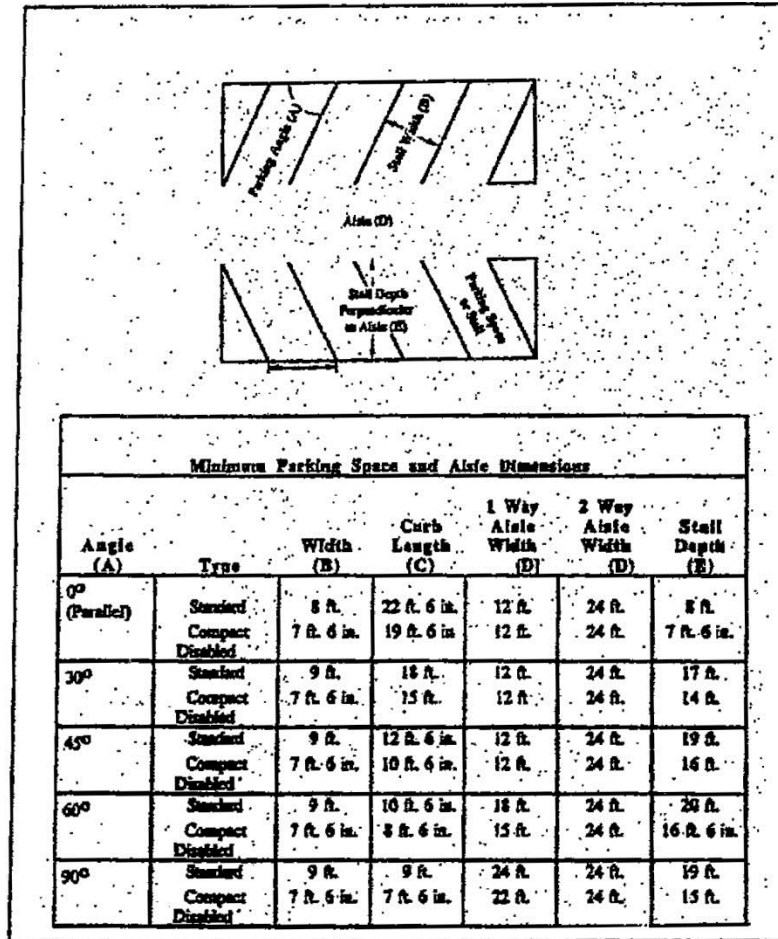 Parking Angle (A)
Stall Width (B)
Aisle (D)
Stall Depth
Perpendicular
to Aisle (E)
Parking Space
or Stall
Minimum Parking Space and Aisle Dimensions
Angle (A) Type Width (B) Curb Length (C) 1 Way Aisle Width (D) 2 Way Aisle Width (D) Stall Depth (E)
0° (Parallel) Standard 8 ft. 22 ft. 6 in. 12 ft. 24 ft. 8 ft.
Compact 7 ft. 6 in. 19 ft. 6 in 12 ft. 24 ft. 7 ft. 6 in.
Disabled
30° Standard 9 ft. 18 ft. 12 ft. 24 ft. 17 ft.
Compact 7 ft. 6 in. 15 ft. 12 ft 24 ft. 14 ft.
Disabled
45° Standard 9 ft. 12 ft. 6 in. 12 ft. 24 ft. 19 ft.
Compact 7 ft. 6 in. 10 ft. 6 in. 12 ft. 24 ft. 16 ft.
Disabled
60° Standard 9 ft. 10 ft. 6 in. 18 ft. 24 ft. 20 ft.
Compact 7 ft. 6 in. 8 ft. 6 in. 15 ft. 24 ft. 16 ft. 6 in.
Disabled
90° Standard 9 ft. 9 ft. 24 ft. 24 ft. 19 ft.
Compact 7 ft. 6 in. 7 ft. 6 in. 22 ft. 24 ft. 15 ft.
Disabled